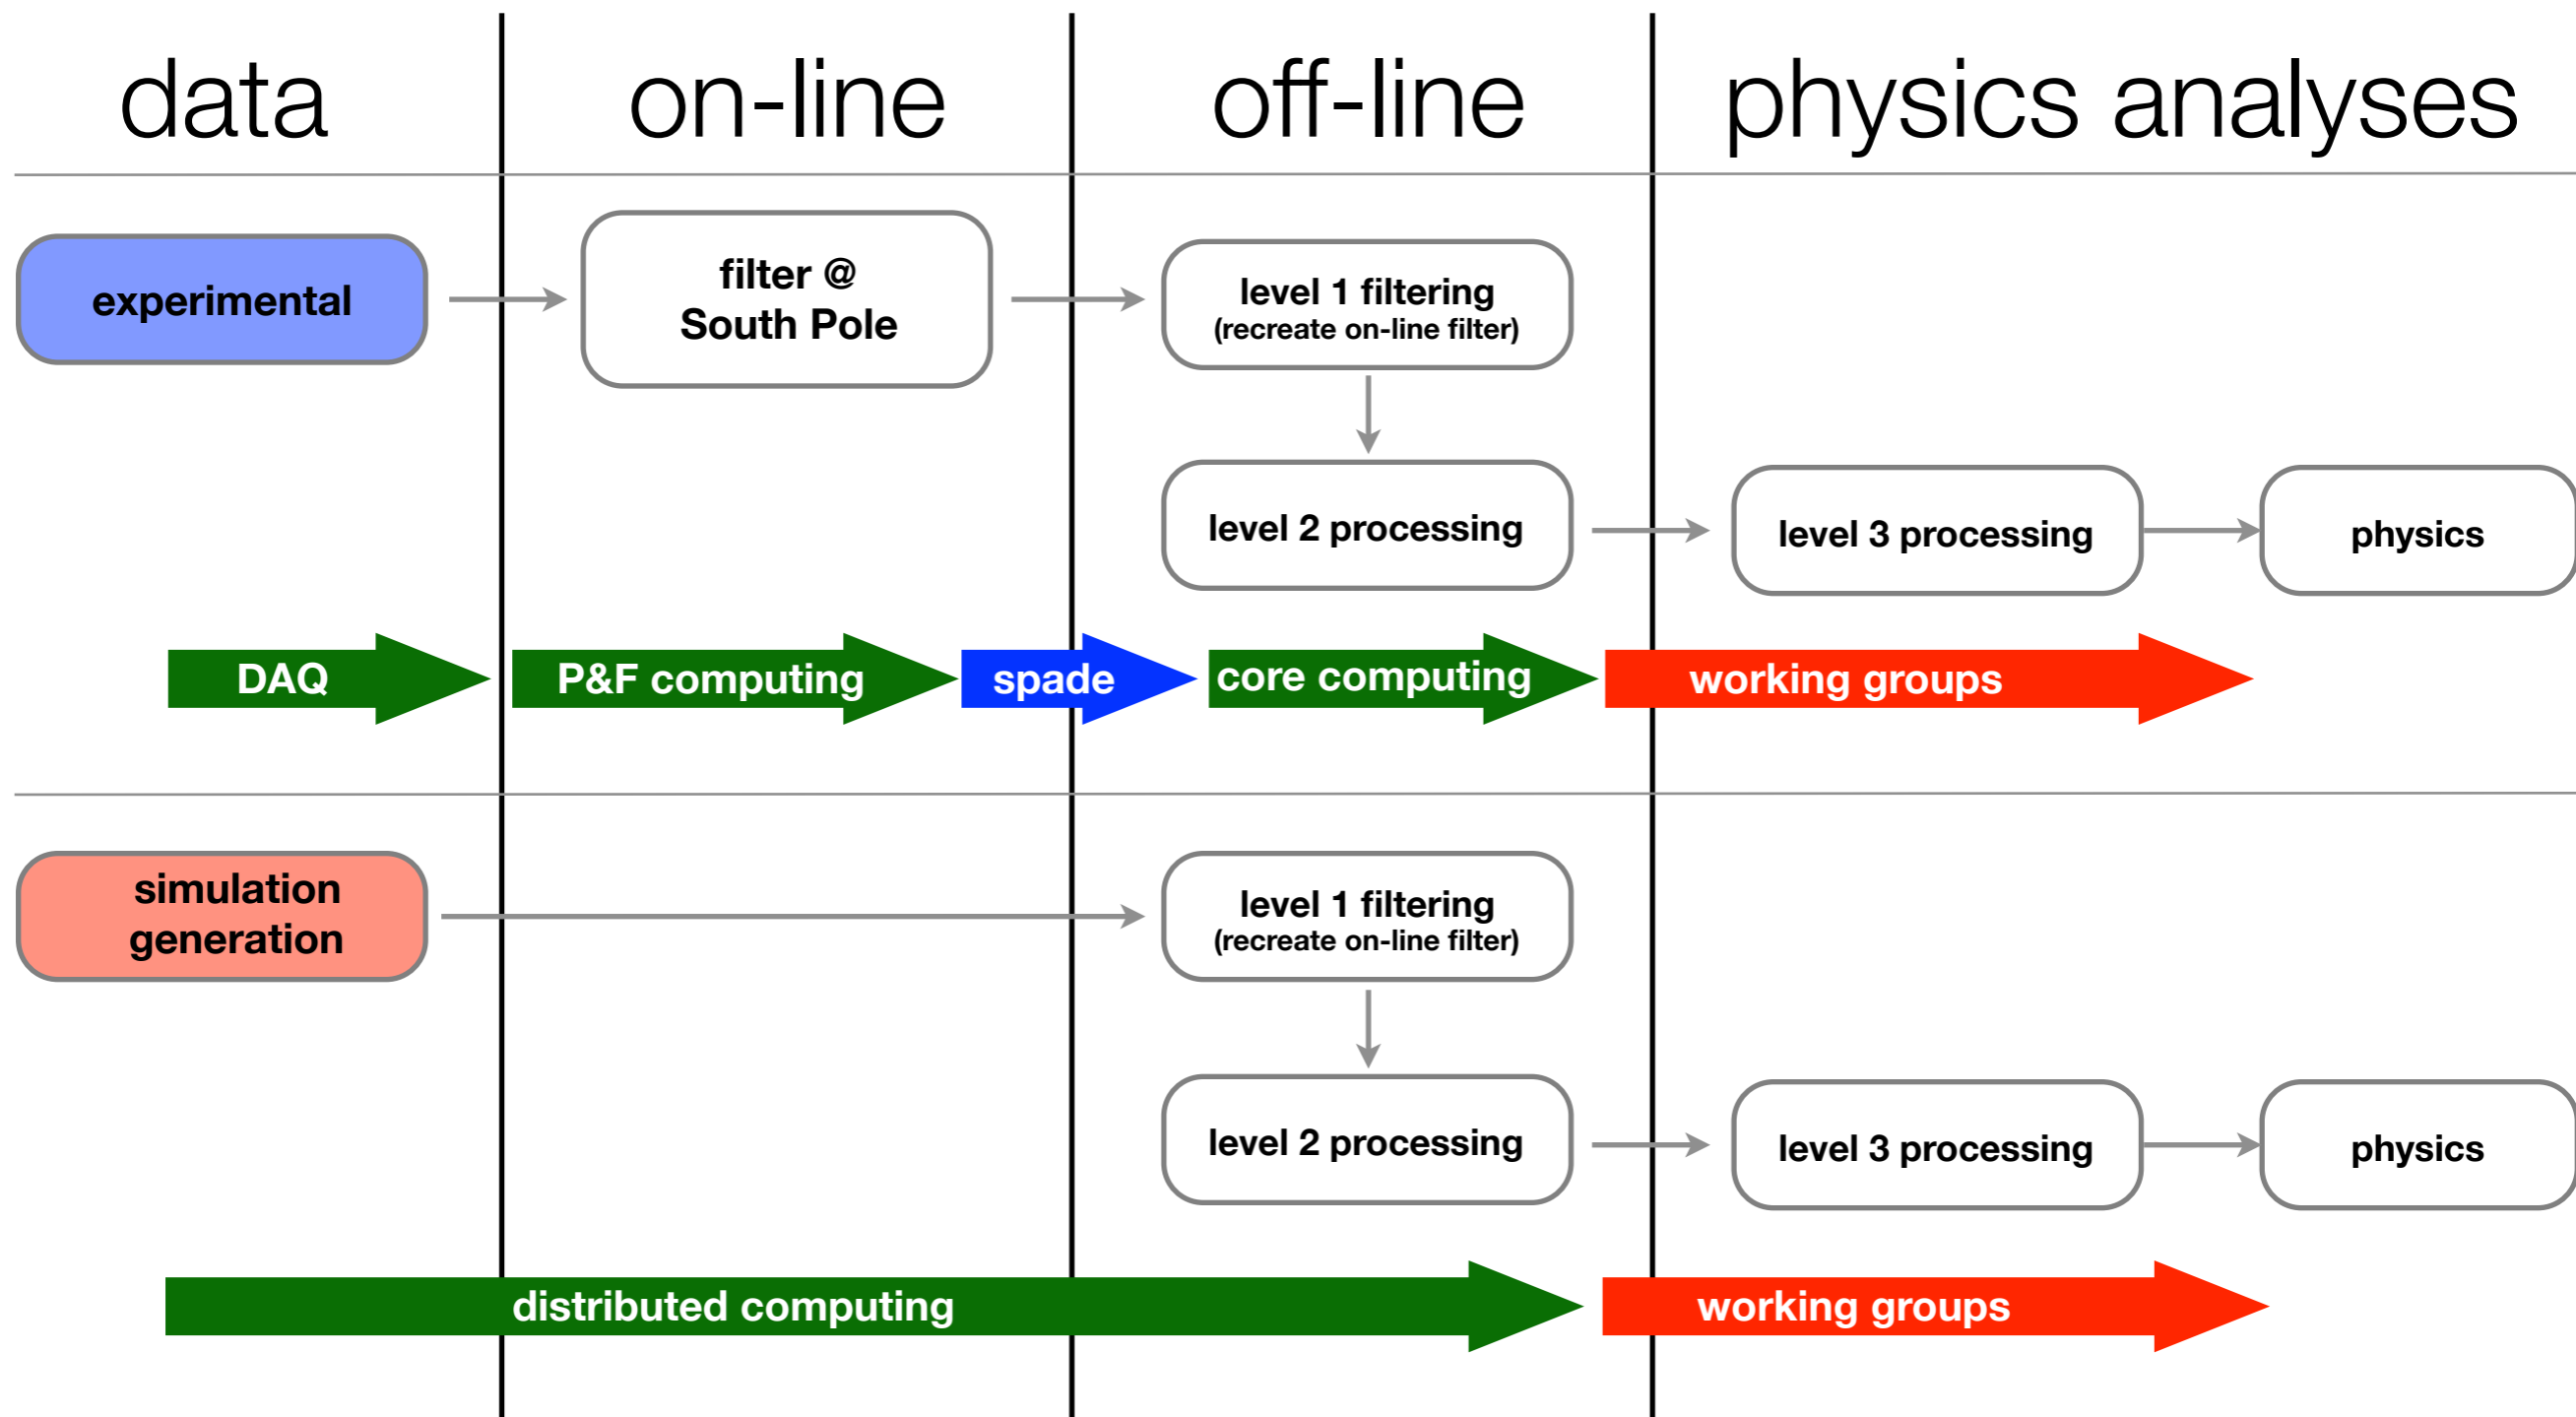 data
on-line
off-line
physics analyses
experimental
filter @
South Pole
level 1 filtering
(recreate on-line filter)
level 2 processing
level 3 processing
physics
DAQ
P&F computing
spade
core computing
working groups
simulation
generation
level 1 filtering
(recreate on-line filter)
level 2 processing
level 3 processing
physics
distributed computing
working groups